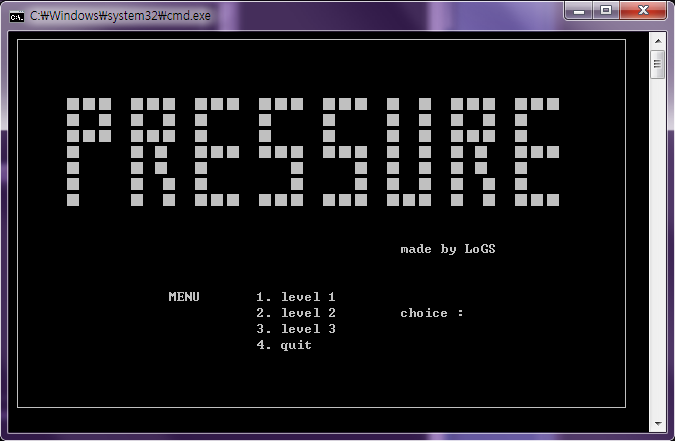 C:₩Windows₩system32₩cmd.exe
PRESSURE
made by LoGS
MENU 1. level 1
2. level 2 choice :
3. level 3
4. quit